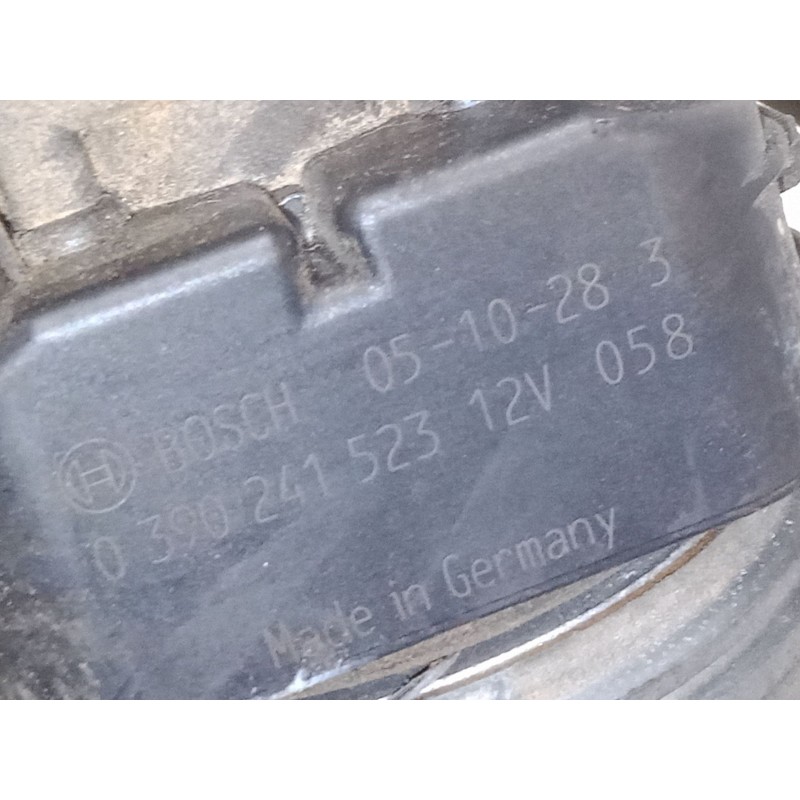 BOSCH 05-10-28 3
0 390 241 523 12V 058
Made in Germany